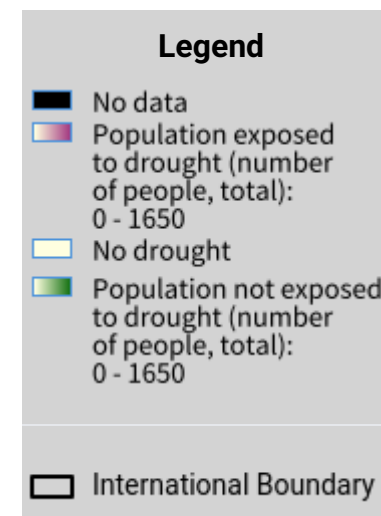 Legend
No data
Population exposed
to drought (number
of people, total):
0 - 1650
No drought
Population not exposed
to drought (number
of people, total):
0 - 1650
International Boundary